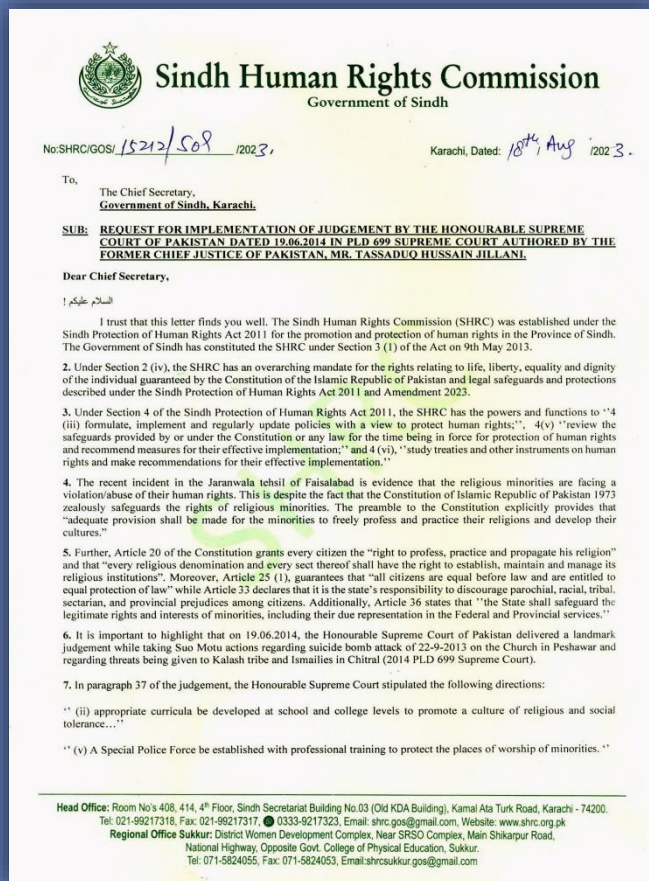 Sindh Human Rights Commission
Government of Sindh
No:SHRC/GOS/ 15212/508 /2023.
Karachi, Dated: 18th, Aug /2023.
To,
The Chief Secretary,
Government of Sindh, Karachi.
SUB: REQUEST FOR IMPLEMENTATION OF JUDGEMENT BY THE HONOURABLE SUPREME
COURT OF PAKISTAN DATED 19.06.2014 IN PLD 699 SUPREME COURT AUTHORED BY THE
FORMER CHIEF JUSTICE OF PAKISTAN, MR. TASSADUQ HUSSAIN JILLANI.
Dear Chief Secretary,
السلام علیکم !
I trust that this letter finds you well. The Sindh Human Rights Commission (SHRC) was established under the
Sindh Protection of Human Rights Act 2011 for the promotion and protection of human rights in the Province of Sindh.
The Government of Sindh has constituted the SHRC under Section 3 (1) of the Act on 9th May 2013.
2. Under Section 2 (iv), the SHRC has an overarching mandate for the rights relating to life, liberty, equality and dignity
of the individual guaranteed by the Constitution of the Islamic Republic of Pakistan and legal safeguards and protections
described under the Sindh Protection of Human Rights Act 2011 and Amendment 2023.
3. Under Section 4 of the Sindh Protection of Human Rights Act 2011, the SHRC has the powers and functions to ‘’4
(iii) formulate, implement and regularly update policies with a view to protect human rights;’’, 4(v) ‘’review the
safeguards provided by or under the Constitution or any law for the time being in force for protection of human rights
and recommend measures for their effective implementation;’’ and 4 (vi), ‘’study treaties and other instruments on human
rights and make recommendations for their effective implementation.’’
4. The recent incident in the Jaranwala tehsil of Faisalabad is evidence that the religious minorities are facing a
violation/abuse of their human rights. This is despite the fact that the Constitution of Islamic Republic of Pakistan 1973
zealously safeguards the rights of religious minorities. The preamble to the Constitution explicitly provides that
“adequate provision shall be made for the minorities to freely profess and practice their religions and develop their
cultures.”
5. Further, Article 20 of the Constitution grants every citizen the “right to profess, practice and propagate his religion”
and that “every religious denomination and every sect thereof shall have the right to establish, maintain and manage its
religious institutions”. Moreover, Article 25 (1), guarantees that “all citizens are equal before law and are entitled to
equal protection of law” while Article 33 declares that it is the state’s responsibility to discourage parochial, racial, tribal,
sectarian, and provincial prejudices among citizens. Additionally, Article 36 states that ‘’the State shall safeguard the
legitimate rights and interests of minorities, including their due representation in the Federal and Provincial services.’’
6. It is important to highlight that on 19.06.2014, the Honourable Supreme Court of Pakistan delivered a landmark
judgement while taking Suo Motu actions regarding suicide bomb attack of 22-9-2013 on the Church in Peshawar and
regarding threats being given to Kalash tribe and Ismailies in Chitral (2014 PLD 699 Supreme Court).
7. In paragraph 37 of the judgement, the Honourable Supreme Court stipulated the following directions:
‘’ (ii) appropriate curricula be developed at school and college levels to promote a culture of religious and social
tolerance…’’
‘’ (v) A Special Police Force be established with professional training to protect the places of worship of minorities. ‘’
Head Office: Room No's 408, 414, 4th Floor, Sindh Secretariat Building No.03 (Old KDA Building), Kamal Ata Turk Road, Karachi - 74200.
Tel: 021-99217318, Fax: 021-99217317, 0333-9217323, Email: shrc.gos@gmail.com, Website: www.shrc.org.pk
Regional Office Sukkur: District Women Development Complex, Near SRSO Complex, Main Shikarpur Road,
National Highway, Opposite Govt. College of Physical Education, Sukkur.
Tel: 071-5824055, Fax: 071-5824053, Email:shrcsukkur.gos@gmail.com